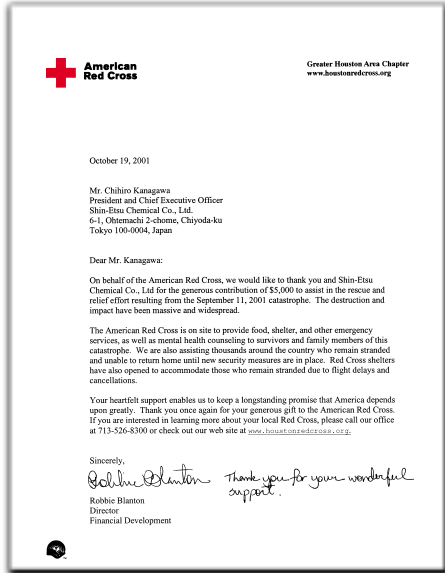 American
Red Cross
Greater Houston Area Chapter
www.houstonredcross.org
October 19, 2001
Mr. Chihiro Kanagawa
President and Chief Executive Officer
Shin-Etsu Chemical Co., Ltd.
6-1, Ohtemachi 2-chome, Chiyoda-ku
Tokyo 100-0004, Japan
Dear Mr. Kanagawa:
On behalf of the American Red Cross, we would like to thank you and Shin-Etsu
Chemical Co., Ltd for the generous contribution of $5,000 to assist in the rescue and
relief effort resulting from the September 11, 2001 catastrophe. The destruction and
impact have been massive and widespread.
The American Red Cross is on site to provide food, shelter, and other emergency
services, as well as mental health counseling to survivors and family members of this
catastrophe. We are also assisting thousands around the country who remain stranded
and unable to return home until new security measures are in place. Red Cross shelters
have also opened to accommodate those who remain stranded due to flight delays and
cancellations.
Your heartfelt support enables us to keep a longstanding promise that America depends
upon greatly. Thank you once again for your generous gift to the American Red Cross.
If you are interested in learning more about your local Red Cross, please call our office
at 713-526-8300 or check out our web site at www.houstonredcross.org.
Sincerely,
Robbie Blanton
Thank you for your wonderful
support.
Robbie Blanton
Director
Financial Development